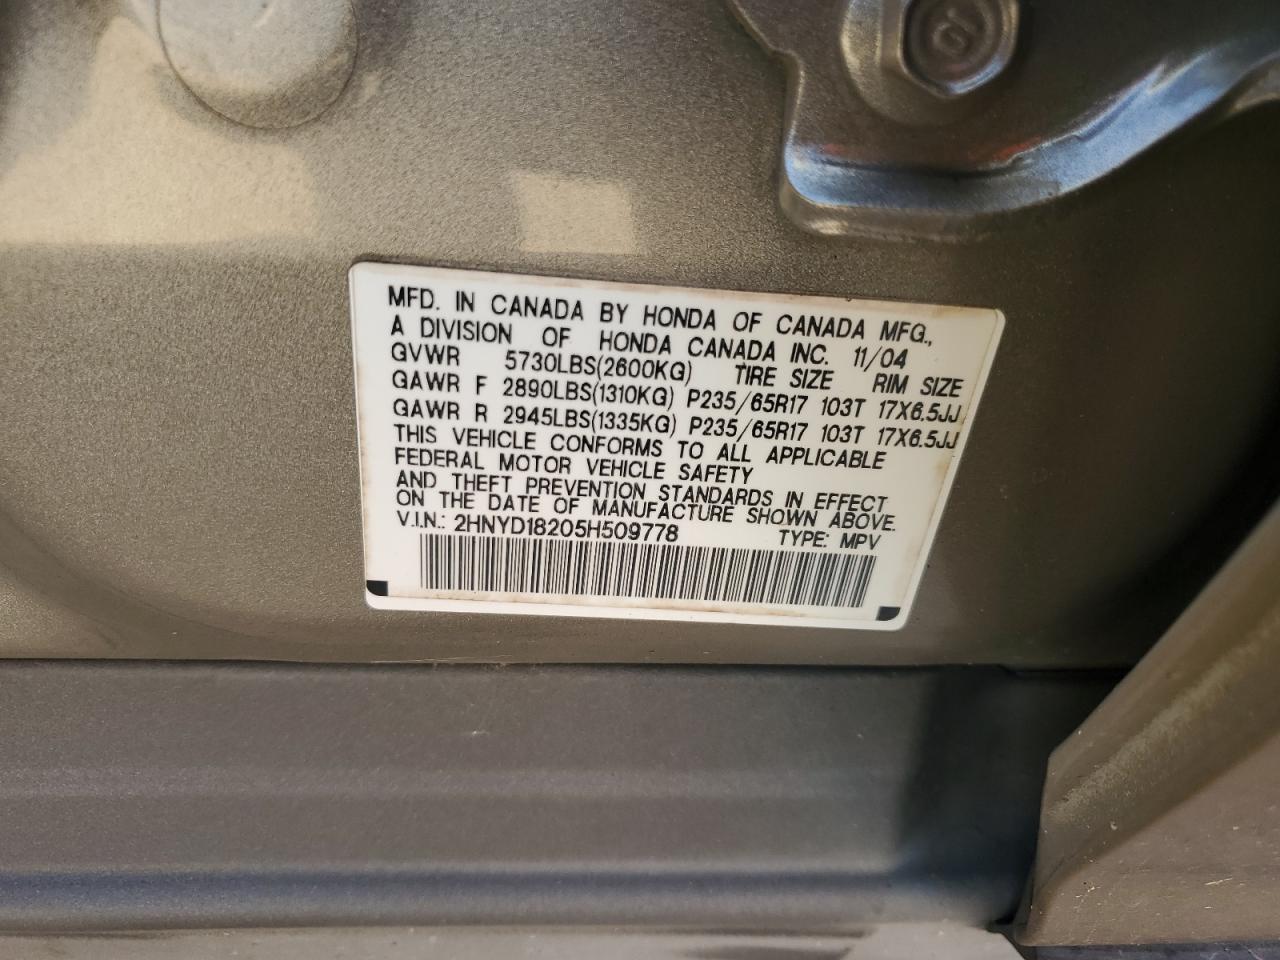 MFD. IN CANADA BY HONDA OF CANADA MFG.,
A DIVISION OF HONDA CANADA INC. 11/04
GVWR 5730LBS(2600KG) TIRE SIZE RIM SIZE
GAWR F 2890LBS(1310KG) P235/65R17 103T 17X6.5JJ
GAWR R 2945LBS(1335KG) P235/65R17 103T 17X6.5JJ
THIS VEHICLE CONFORMS TO ALL APPLICABLE
FEDERAL MOTOR VEHICLE SAFETY
AND THEFT PREVENTION STANDARDS IN EFFECT
ON THE DATE OF MANUFACTURE SHOWN ABOVE.
V.I.N.: 2HNYD18205H509778 TYPE: MPV